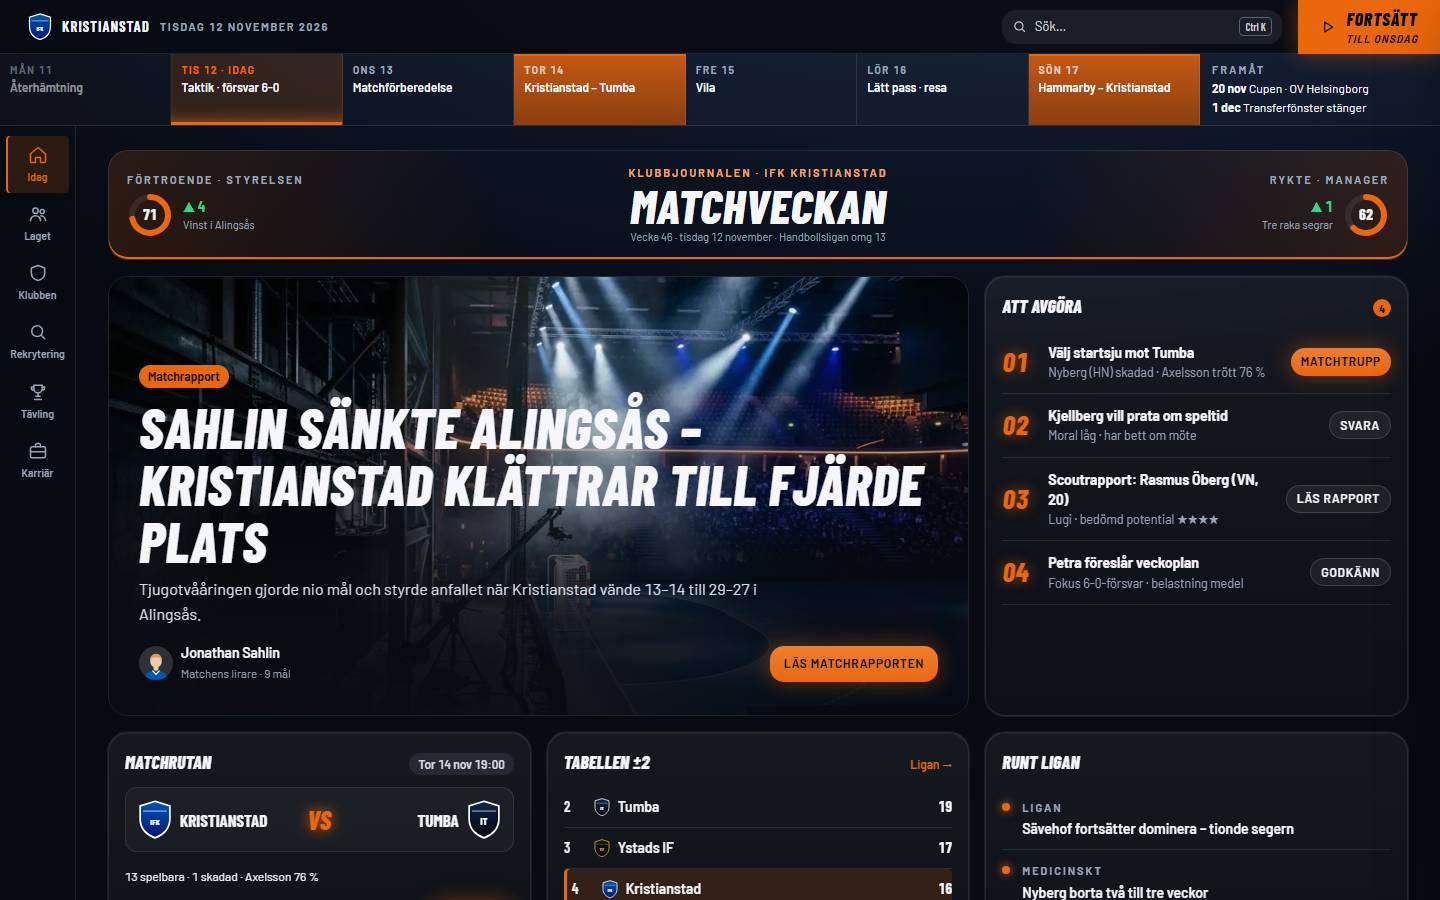 IFK
KRISTIANSTAD TISDAG 12 NOVEMBER 2026
Sök...
Ctrl K
FORTSÄTT
TILL ONSDAG
MÅN 11
Återhämtning
TIS 12 · IDAG
Taktik · försvar 6-0
ONS 13
Matchförberedelse
TOR 14
Kristianstad – Tumba
FRE 15
Vila
LÖR 16
Lätt pass · resa
SÖN 17
Hammarby – Kristianstad
FRAMÅT
20 nov Cupen · OV Helsingborg
1 dec Transferfönster stänger
Idag
Laget
Klubben
Rekrytering
Tävling
Karriär
FÖRTROENDE · STYRELSEN
71
▲ 4
Vinst i Alingsås
KLUBBJOURNALEN · IFK KRISTIANSTAD
MATCHVECKAN
Vecka 46 · tisdag 12 november · Handbollsligan omg 13
RYKTE · MANAGER
▲ 1
Tre raka segrar
62
Matchrapport
SAHLIN SÄNKTE ALINGSÅS –
KRISTIANSTAD KLÄTTRAR TILL FJÄRDE
PLATS
Tjugotvååringen gjorde nio mål och styrde anfallet när Kristianstad vände 13–14 till 29–27 i
Alingsås.
Jonathan Sahlin
Matchens lirare · 9 mål
LÄS MATCHRAPPORTEN
ATT AVGÖRA
4
01
Välj startsju mot Tumba
Nyberg (HN) skadad · Axelsson trött 76 %
MATCHTRUPP
02
Kjellberg vill prata om speltid
Moral låg · har bett om möte
SVARA
03
Scoutrapport: Rasmus Öberg (VN,
20)
Lugi · bedömd potential ★★★★
LÄS RAPPORT
04
Petra föreslår veckoplan
Fokus 6-0-försvar · belastning medel
GODKÄNN
MATCHRUTAN
Tor 14 nov 19:00
IFK
KRISTIANSTAD
VS
TUMBA
IT
13 spelbara · 1 skadad · Axelsson 76 %
TABELLEN ±2
Ligan →
2 Tumba 19
3 Ystads IF 17
4 Kristianstad 16
RUNT LIGAN
LIGAN
Sävehof fortsätter dominera – tionde segern
MEDICINSKT
Nyberg borta två till tre veckor